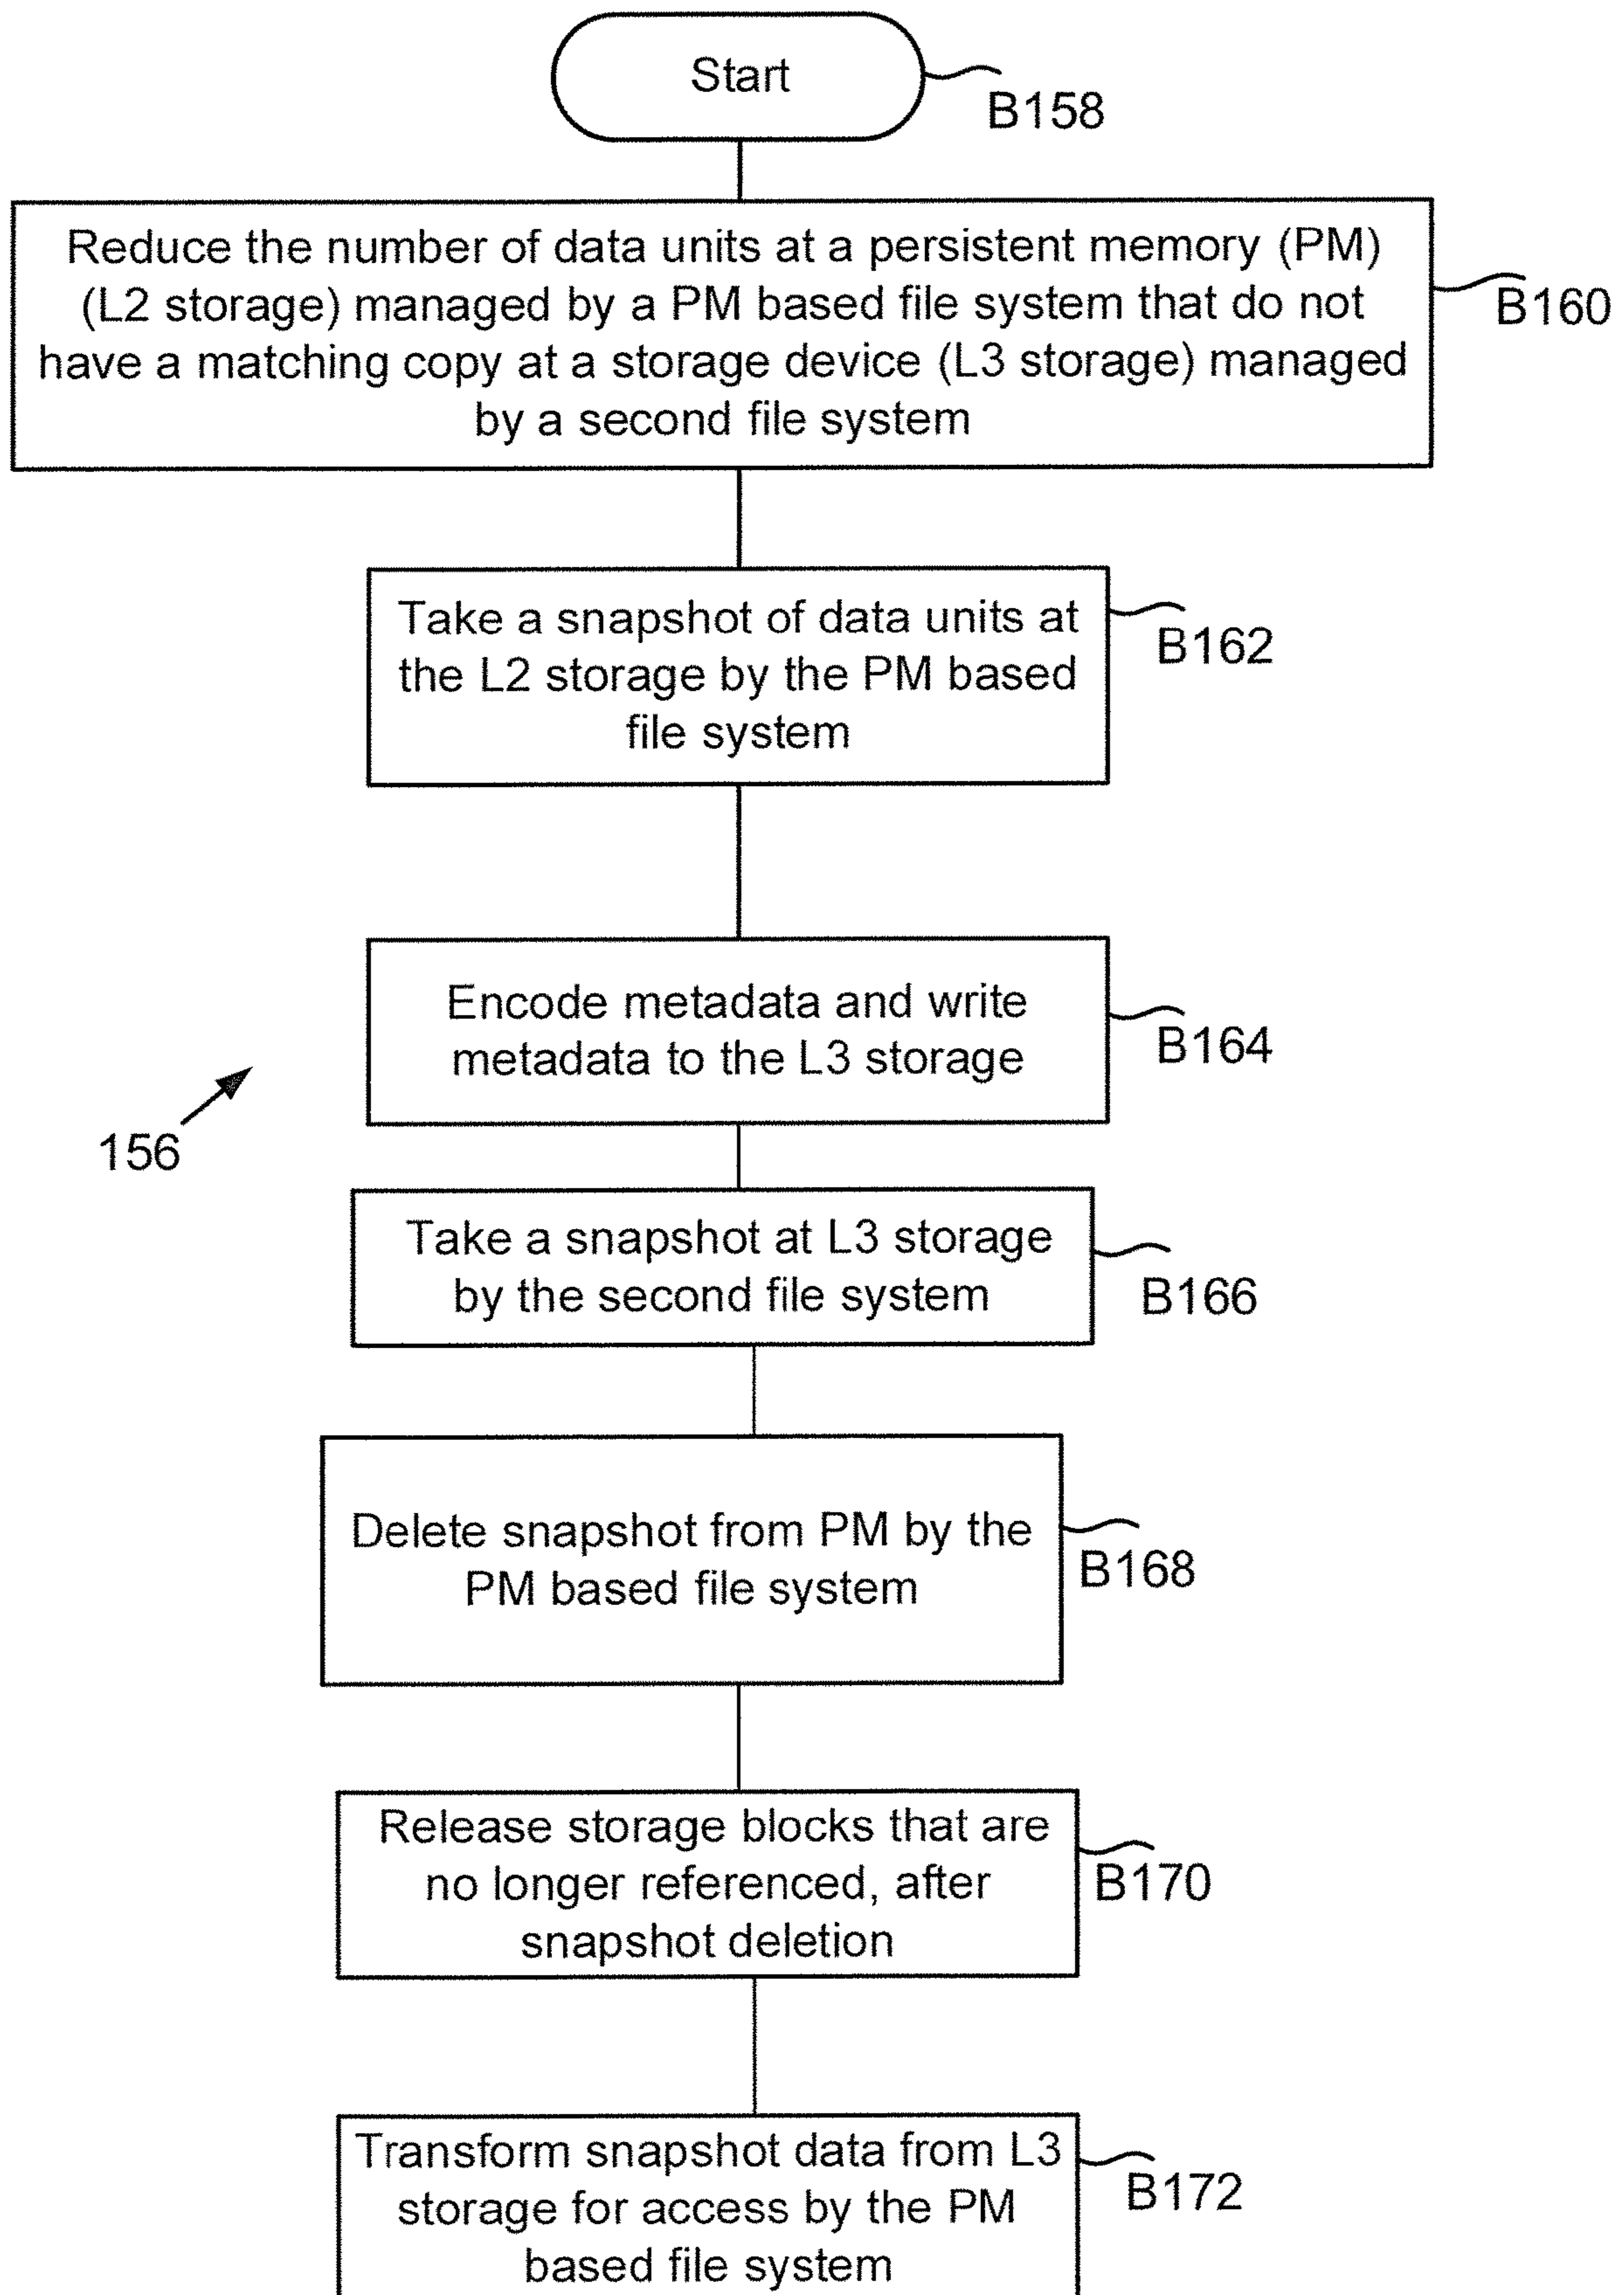 Start
B158
Reduce the number of data units at a persistent memory (PM)
(L2 storage) managed by a PM based file system that do not
have a matching copy at a storage device (L3 storage) managed
by a second file system
B160
Take a snapshot of data units at
the L2 storage by the PM based
file system
B162
Encode metadata and write
metadata to the L3 storage
B164
156
Take a snapshot at L3 storage
by the second file system
B166
Delete snapshot from PM by the
PM based file system
B168
Release storage blocks that are
no longer referenced, after
snapshot deletion
B170
Transform snapshot data from L3
storage for access by the PM
based file system
B172